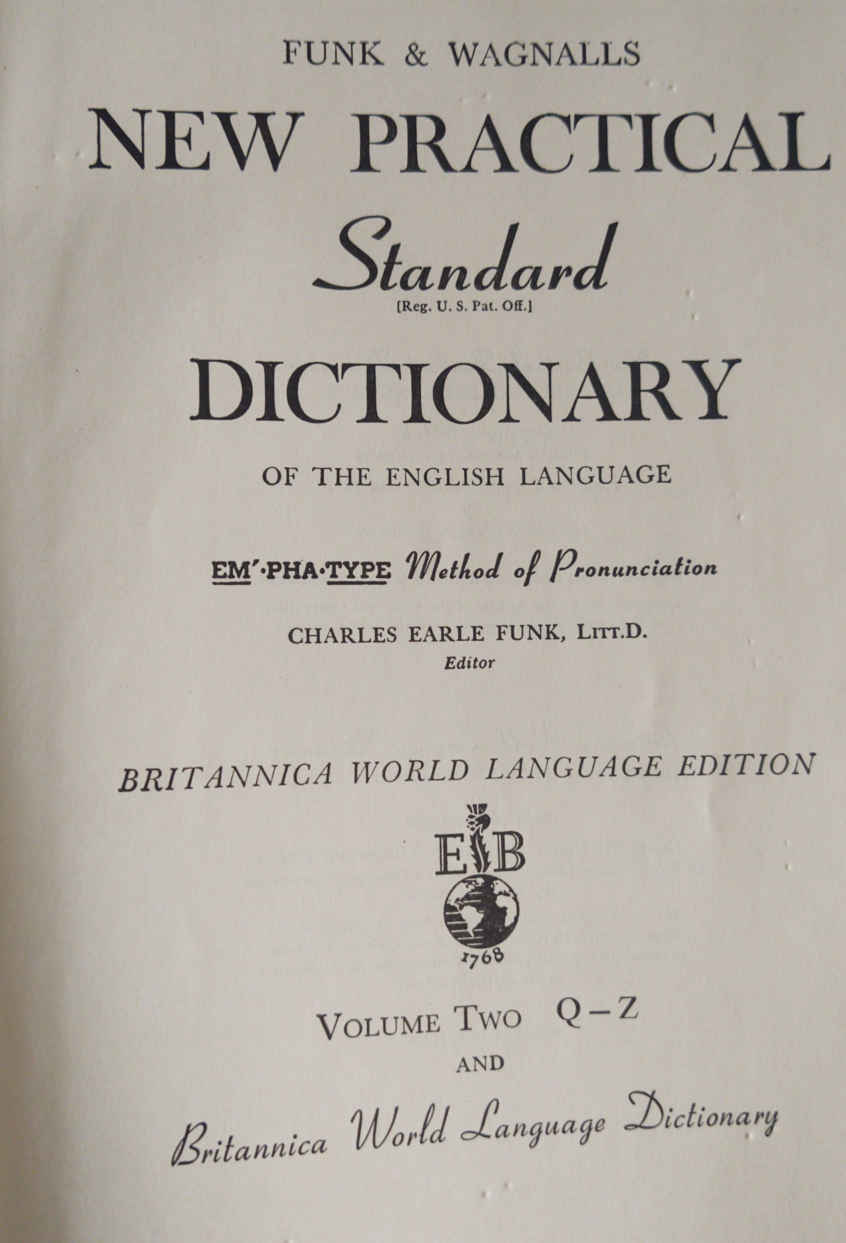 FUNK & WAGNALLS
NEW PRACTICAL
Standard
[Reg. U. S. Pat. Off.]
DICTIONARY
OF THE ENGLISH LANGUAGE
EM′·PHA·TYPE Method of Pronunciation
CHARLES EARLE FUNK, LITT.D.
Editor
BRITANNICA WORLD LANGUAGE EDITION
EB
1768
VOLUME TWO Q–Z
AND
Britannica World Language Dictionary